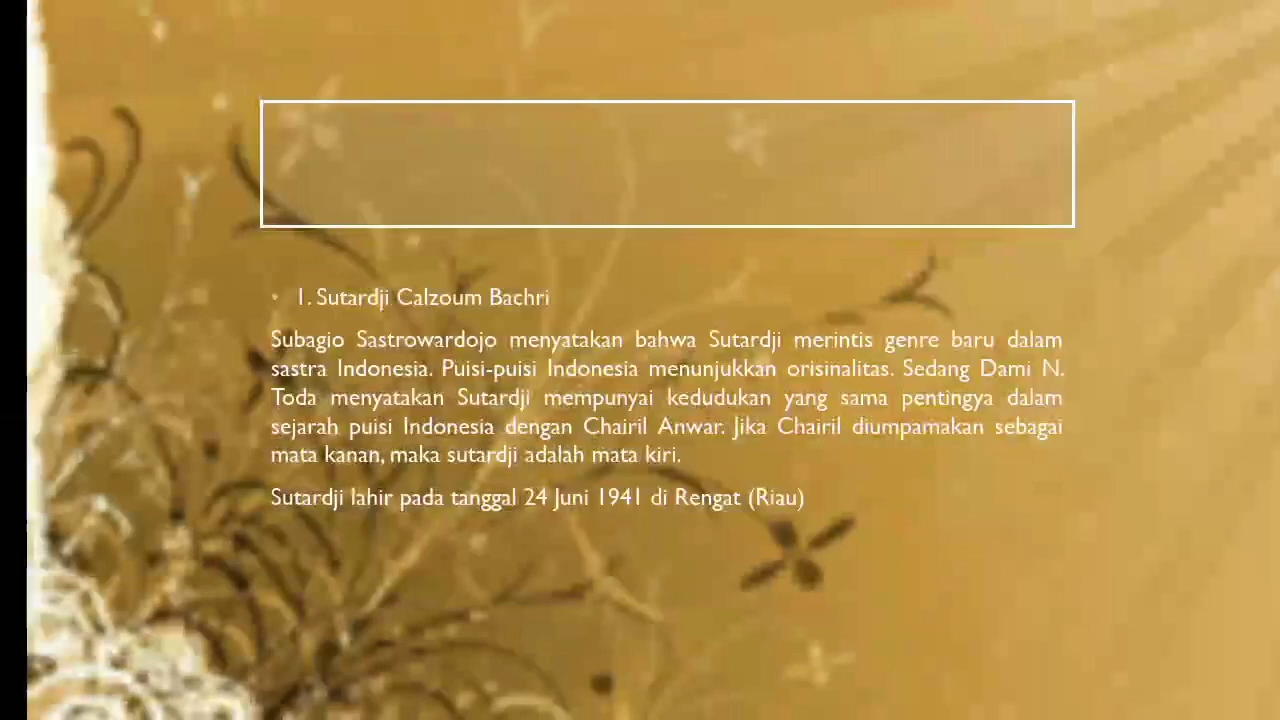 • 1. Sutardji Calzoum Bachri
Subagio Sastrowardojo menyatakan bahwa Sutardji merintis genre baru dalam
sastra Indonesia. Puisi-puisi Indonesia menunjukkan orisinalitas. Sedang Dami N.
Toda menyatakan Sutardji mempunyai kedudukan yang sama pentingya dalam
sejarah puisi Indonesia dengan Chairil Anwar. Jika Chairil diumpamakan sebagai
mata kanan, maka sutardji adalah mata kiri.
Sutardji lahir pada tanggal 24 Juni 1941 di Rengat (Riau)